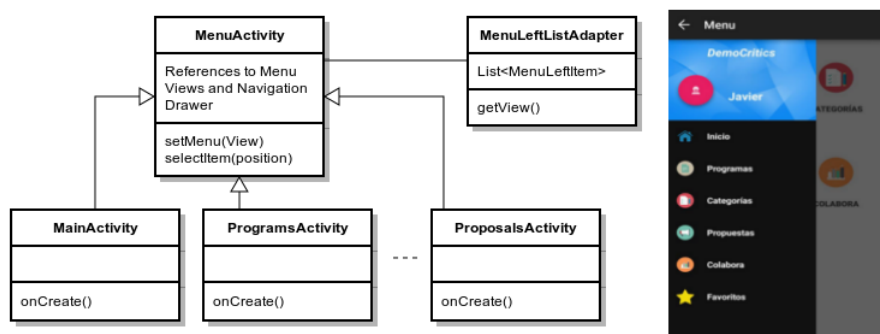 MenuActivity
References to Menu
Views and Navigation
Drawer
setMenu(View)
selectItem(position)
MenuLeftListAdapter
List<MenuLeftItem>
getView()
MainActivity
onCreate()
ProgramsActivity
onCreate()
ProposalsActivity
onCreate()
Menu
DemoCritics
Javier
Inicio
Programas
Categorías
Propuestas
Colabora
Favoritos
ATEGORÍAS
COLABORA